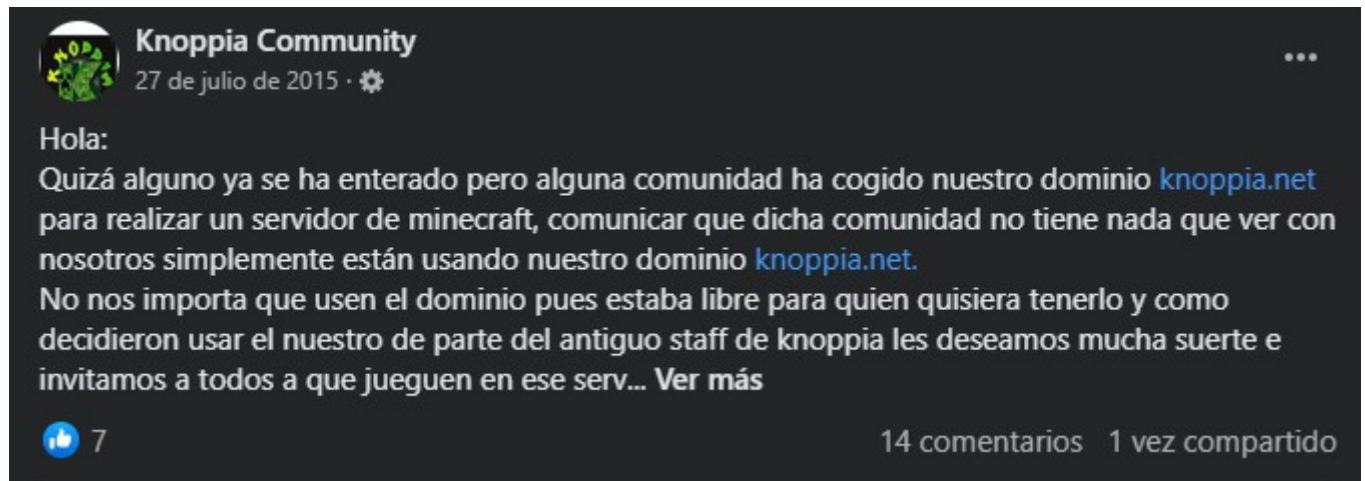 Knoppia Community
27 de julio de 2015 ·
Hola:
Quizá alguno ya se ha enterado pero alguna comunidad ha cogido nuestro dominio knoppia.net
para realizar un servidor de minecraft, comunicar que dicha comunidad no tiene nada que ver con
nosotros simplemente están usando nuestro dominio knoppia.net.
No nos importa que usen el dominio pues estaba libre para quien quisiera tenerlo y como
decidieron usar el nuestro de parte del antiguo staff de knoppia les deseamos mucha suerte e
invitamos a todos a que jueguen en ese serv... Ver más
7
14 comentarios 1 vez compartido